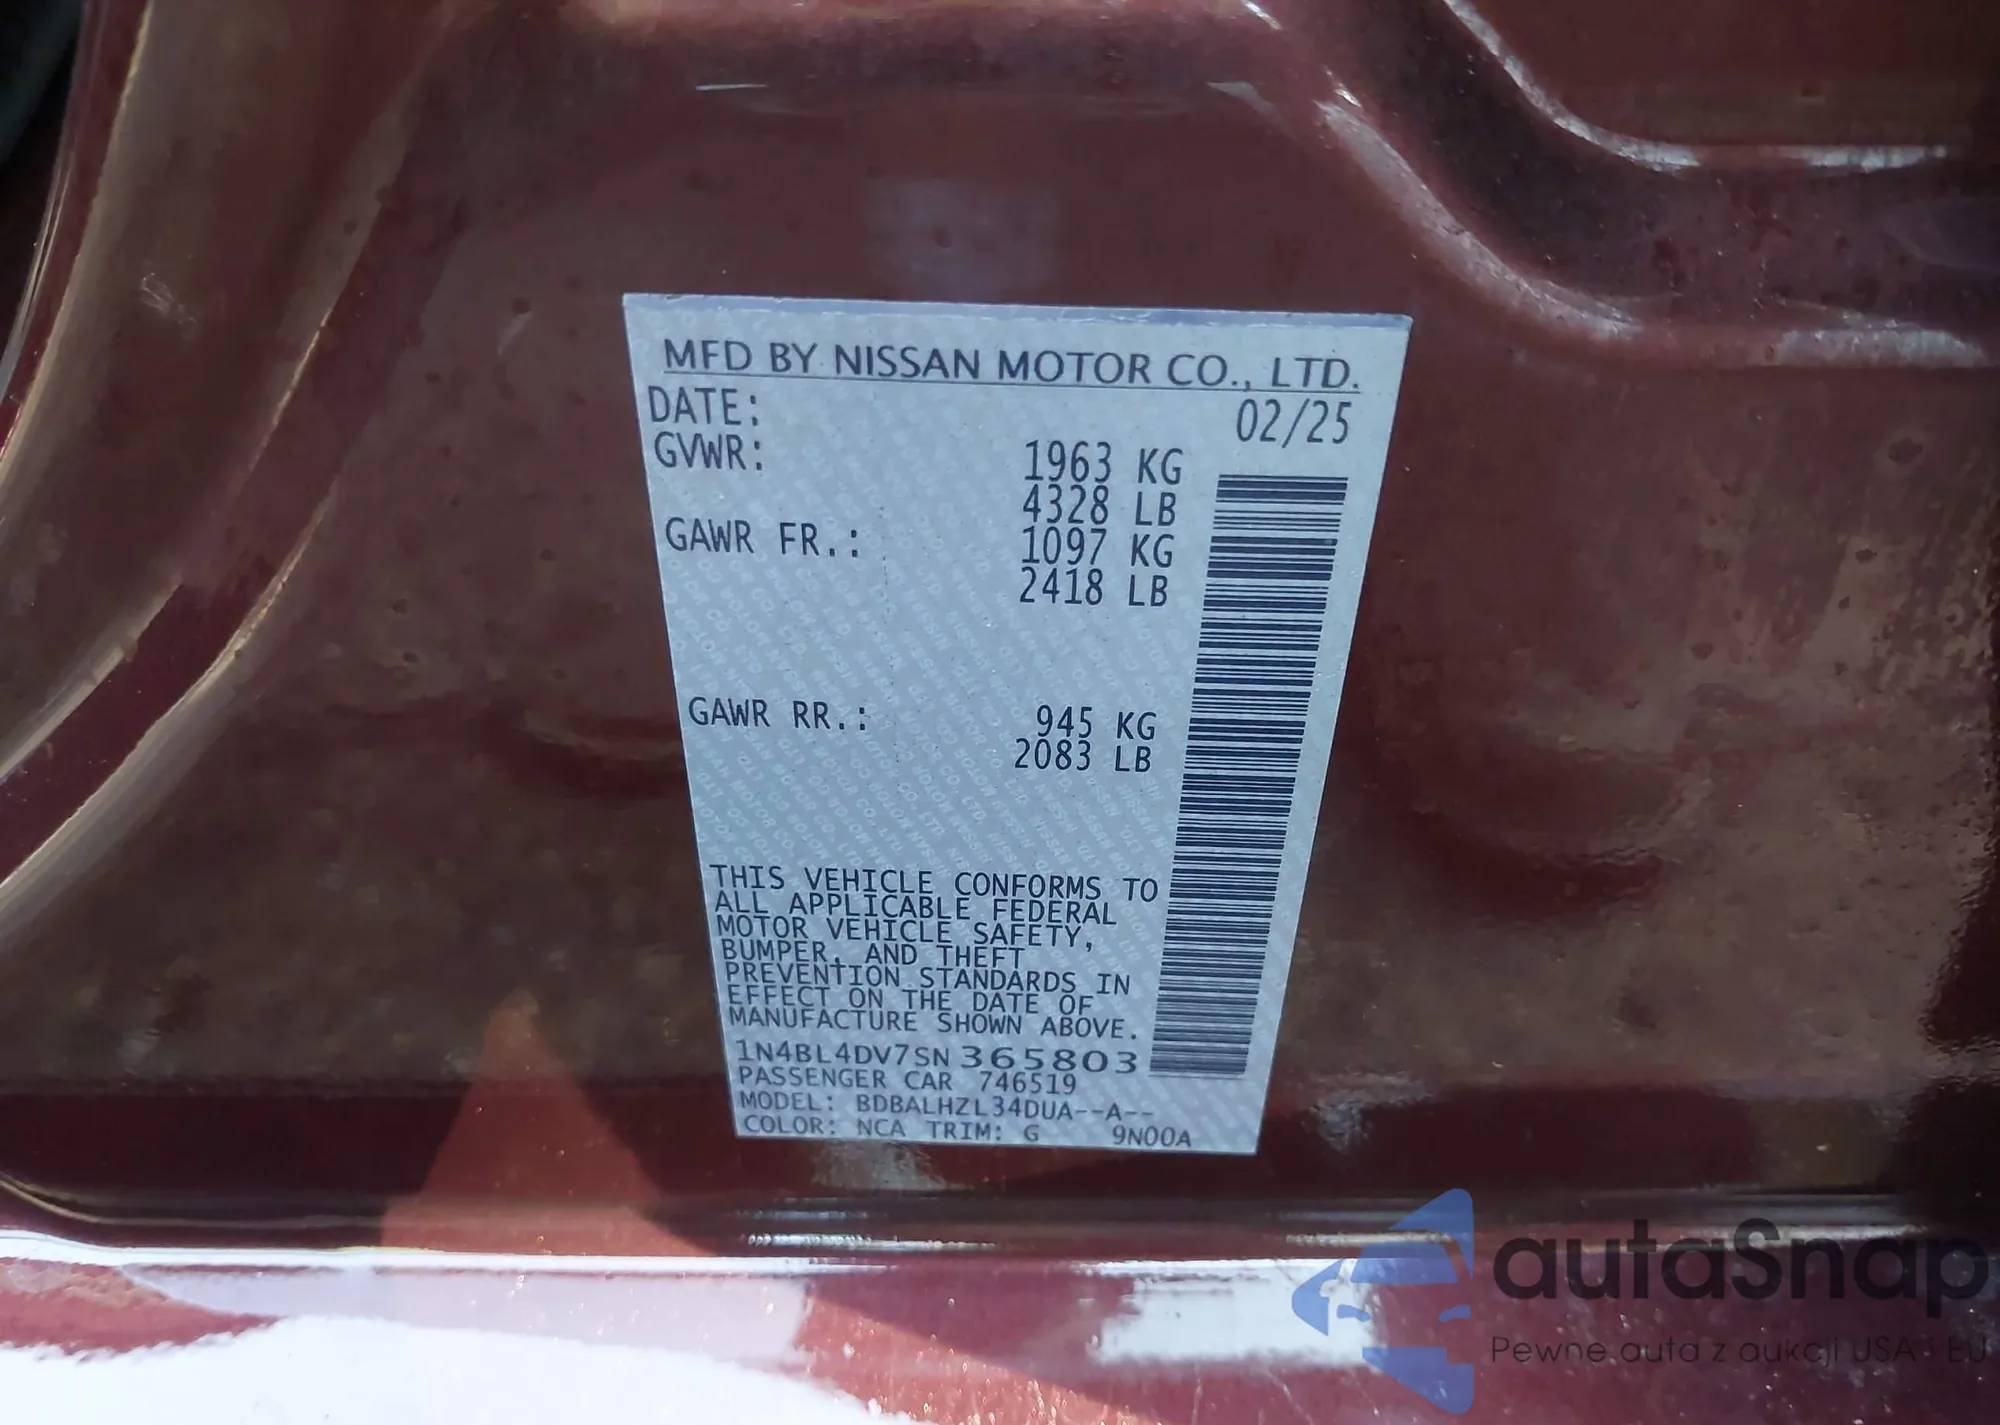 MFD BY NISSAN MOTOR CO., LTD.
DATE: 02/25
GVWR: 1963 KG
4328 LB
GAWR FR.: 1097 KG
2418 LB
GAWR RR.: 945 KG
2083 LB
THIS VEHICLE CONFORMS TO
ALL APPLICABLE FEDERAL
MOTOR VEHICLE SAFETY,
BUMPER, AND THEFT
PREVENTION STANDARDS IN
EFFECT ON THE DATE OF
MANUFACTURE SHOWN ABOVE.
1N4BL4DV7SN365803
PASSENGER CAR 746519
MODEL: BDBALHZL34DUA--A--
COLOR: NCA TRIM: G 9N00A
autaSnap
Pewne auta z aukcji USA · EU